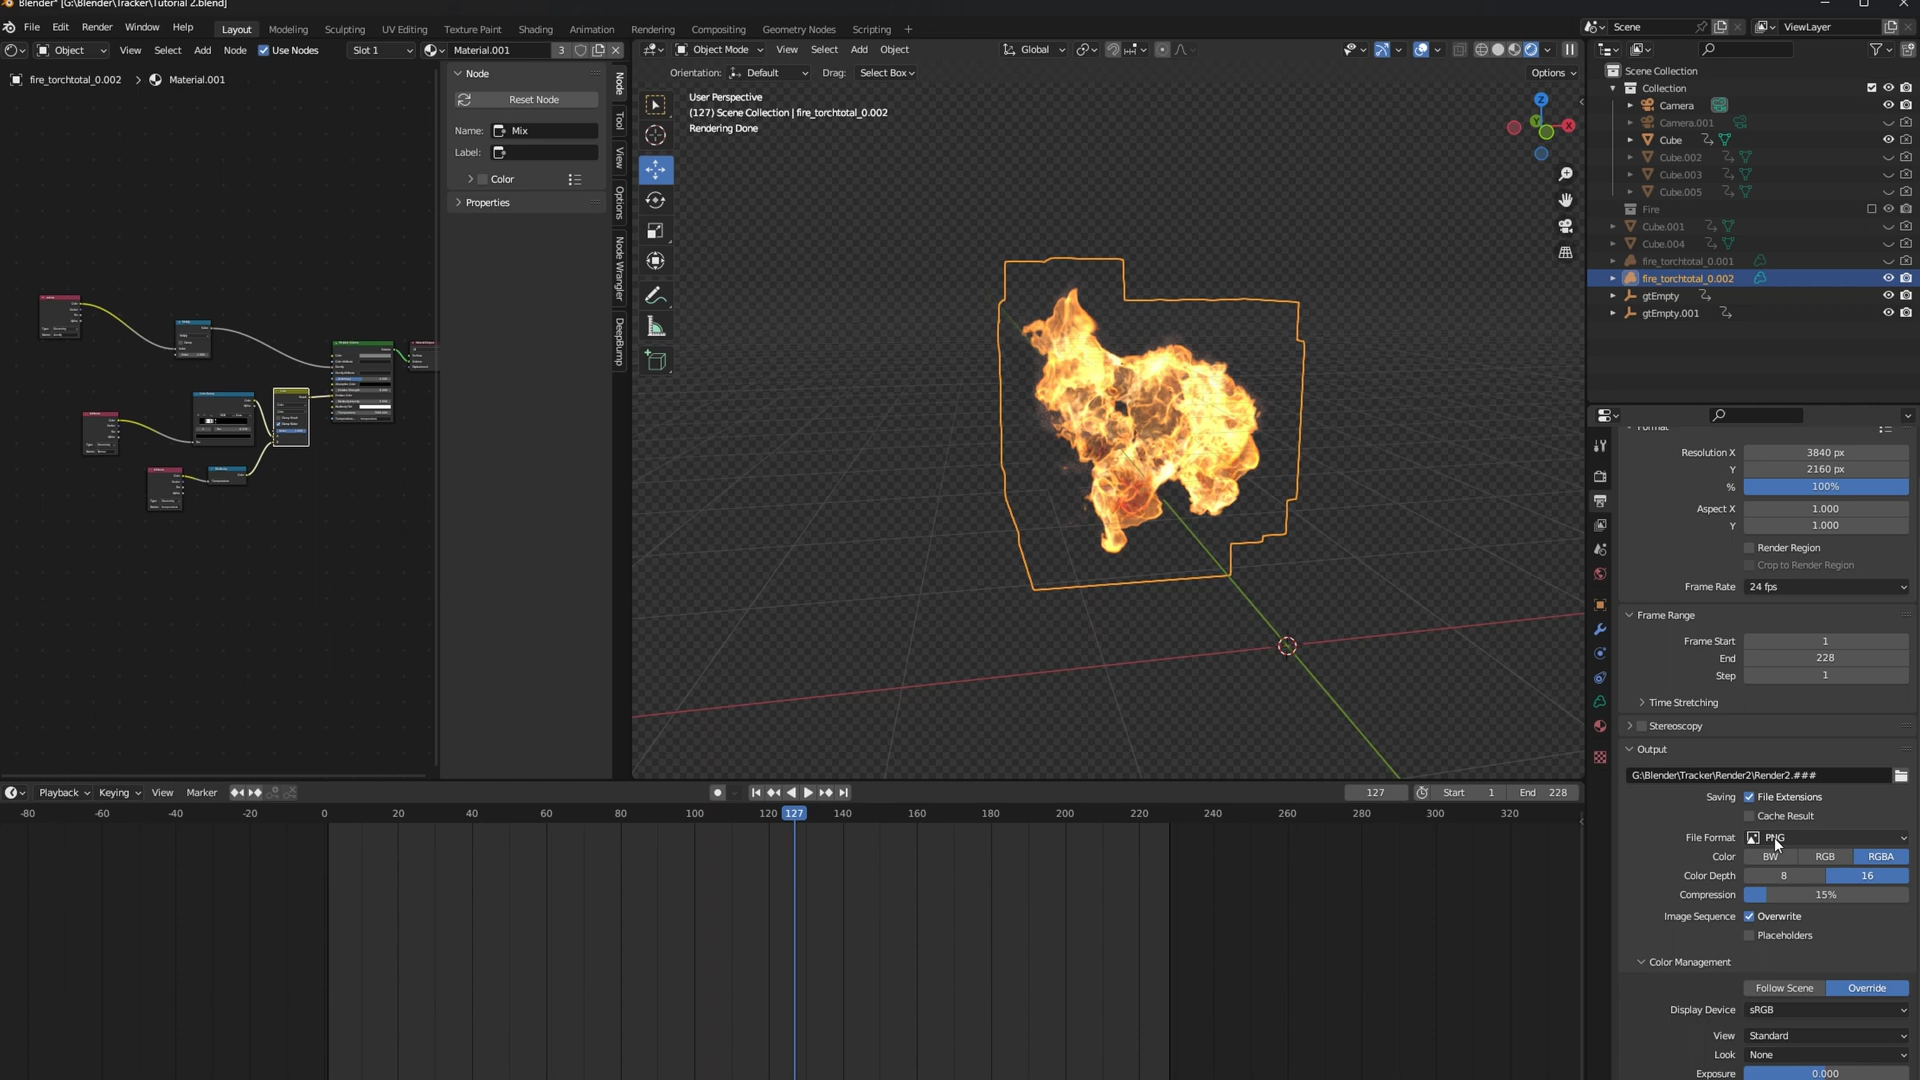 Blender* [G:\Blender\Tracker\Tutorial 2.blend]
File Edit Render Window Help
Layout Modeling Sculpting UV Editing Texture Paint Shading Animation Rendering Compositing Geometry Nodes Scripting +
Scene ViewLayer
Object View Select Add Node Use Nodes Slot 1 Material.001 3
Object Mode View Select Add Object Global
Orientation: Default Drag: Select Box Options
fire_torchtotal_0.002 > Material.001
Node
Reset Node
Name: Mix
Label:
Color
Properties
Node
Tool
View
Options
Node Wrangler
DeepBump
User Perspective
(127) Scene Collection | fire_torchtotal_0.002
Rendering Done
Z
Y
X
Scene Collection
Collection
Camera
Camera.001
Cube
Cube.002
Cube.003
Cube.005
Fire
Cube.001
Cube.004
fire_torchtotal_0.001
fire_torchtotal_0.002
gtEmpty
gtEmpty.001
Format
Resolution X 3840 px
Y 2160 px
% 100%
Aspect X 1.000
Y 1.000
Render Region
Crop to Render Region
Frame Rate 24 fps
Frame Range
Frame Start 1
End 228
Step 1
Time Stretching
Stereoscopy
Output
G:\Blender\Tracker\Render2\Render2.###
Saving File Extensions
Cache Result
File Format PNG
Color BW RGB RGBA
Color Depth 8 16
Compression 15%
Image Sequence Overwrite
Placeholders
Color Management
Follow Scene Override
Display Device sRGB
View Standard
Look None
Exposure 0.000
Playback Keying View Marker
127 Start 1 End 228
-80 -60 -40 -20 0 20 40 60 80 100 120 127 140 160 180 200 220 240 260 280 300 320